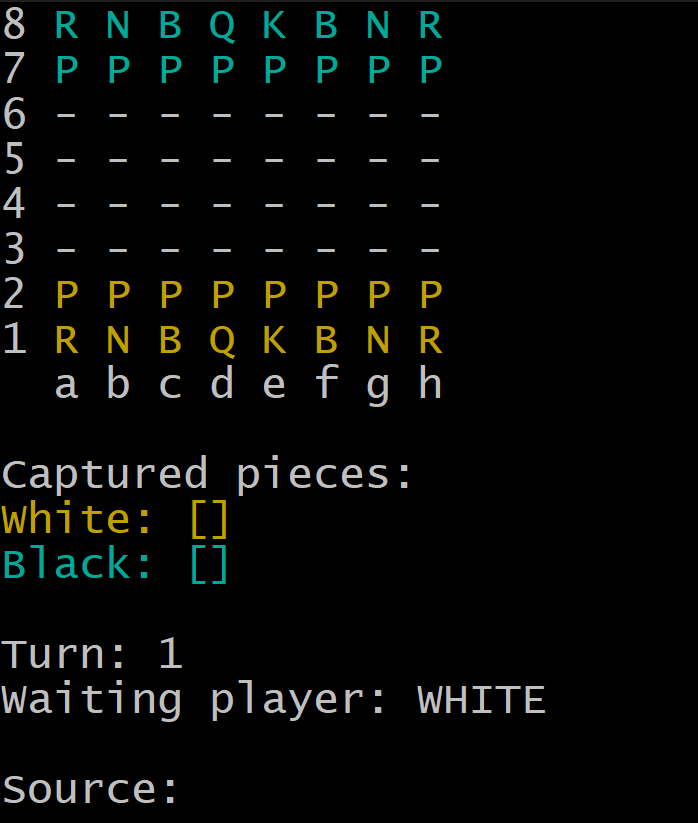 8 R N B Q K B N R
7 P P P P P P P P
6 - - - - - - - -
5 - - - - - - - -
4 - - - - - - - -
3 - - - - - - - -
2 P P P P P P P P
1 R N B Q K B N R
a b c d e f g h
Captured pieces:
White: []
Black: []
Turn: 1
Waiting player: WHITE
Source: